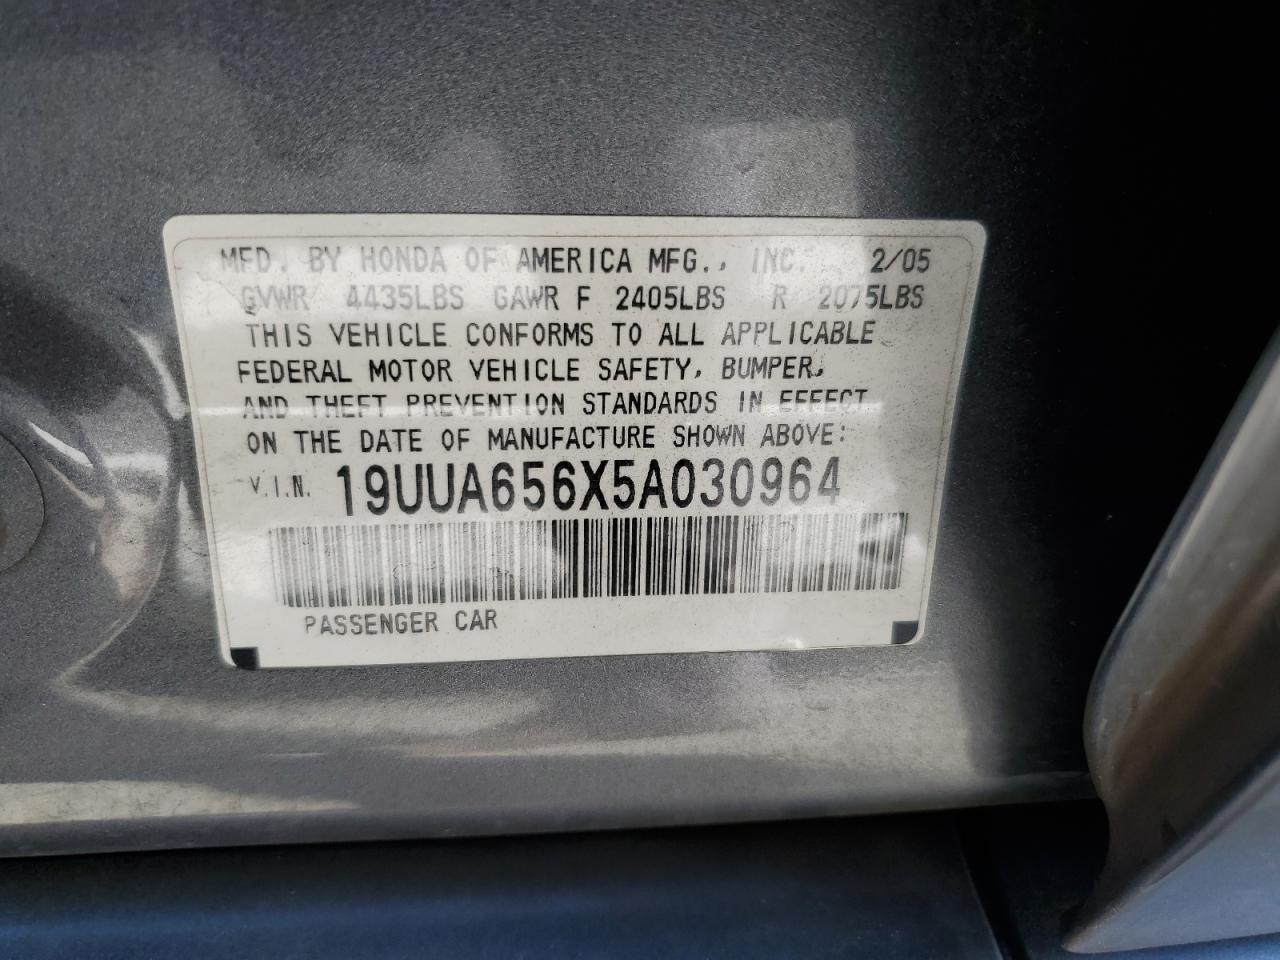 MFD. BY HONDA OF AMERICA MFG., INC. 2/05
GVWR 4435LBS GAWR F 2405LBS R 2075LBS
THIS VEHICLE CONFORMS TO ALL APPLICABLE
FEDERAL MOTOR VEHICLE SAFETY, BUMPER,
AND THEFT PREVENTION STANDARDS IN EFFECT
ON THE DATE OF MANUFACTURE SHOWN ABOVE:
V.I.N. 19UUA656X5A030964
PASSENGER CAR